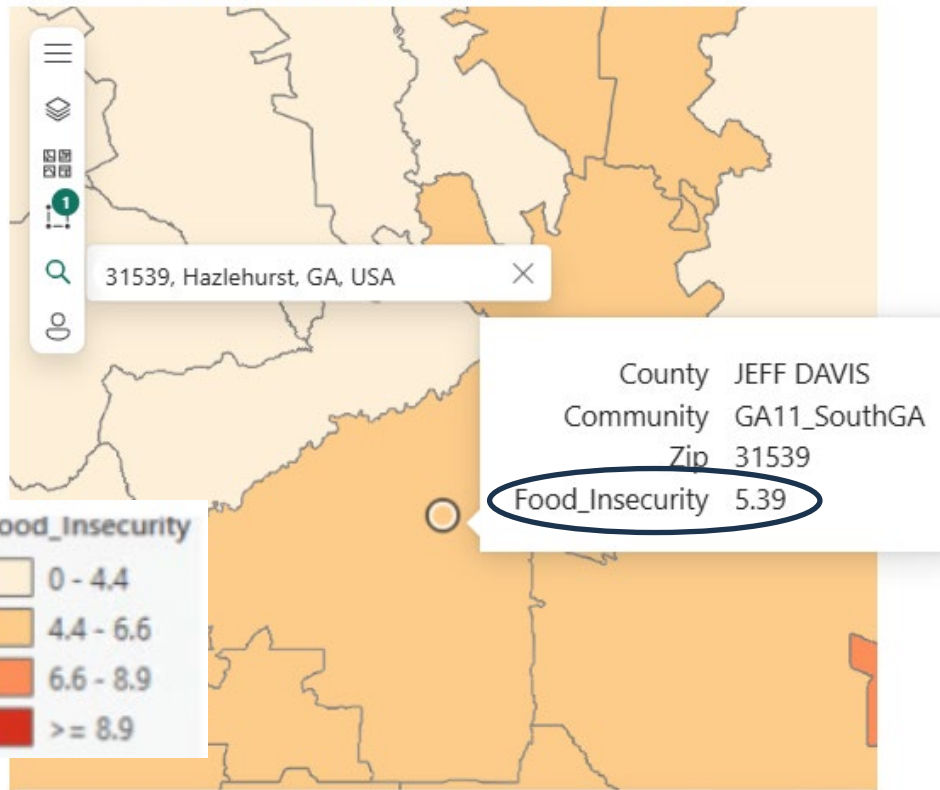 1
31539, Hazlehurst, GA, USA
County JEFF DAVIS
Community GA11_SouthGA
Zip 31539
Food_Insecurity 5.39
ood_Insecurity
0 - 4.4
4.4 - 6.6
6.6 - 8.9
>= 8.9